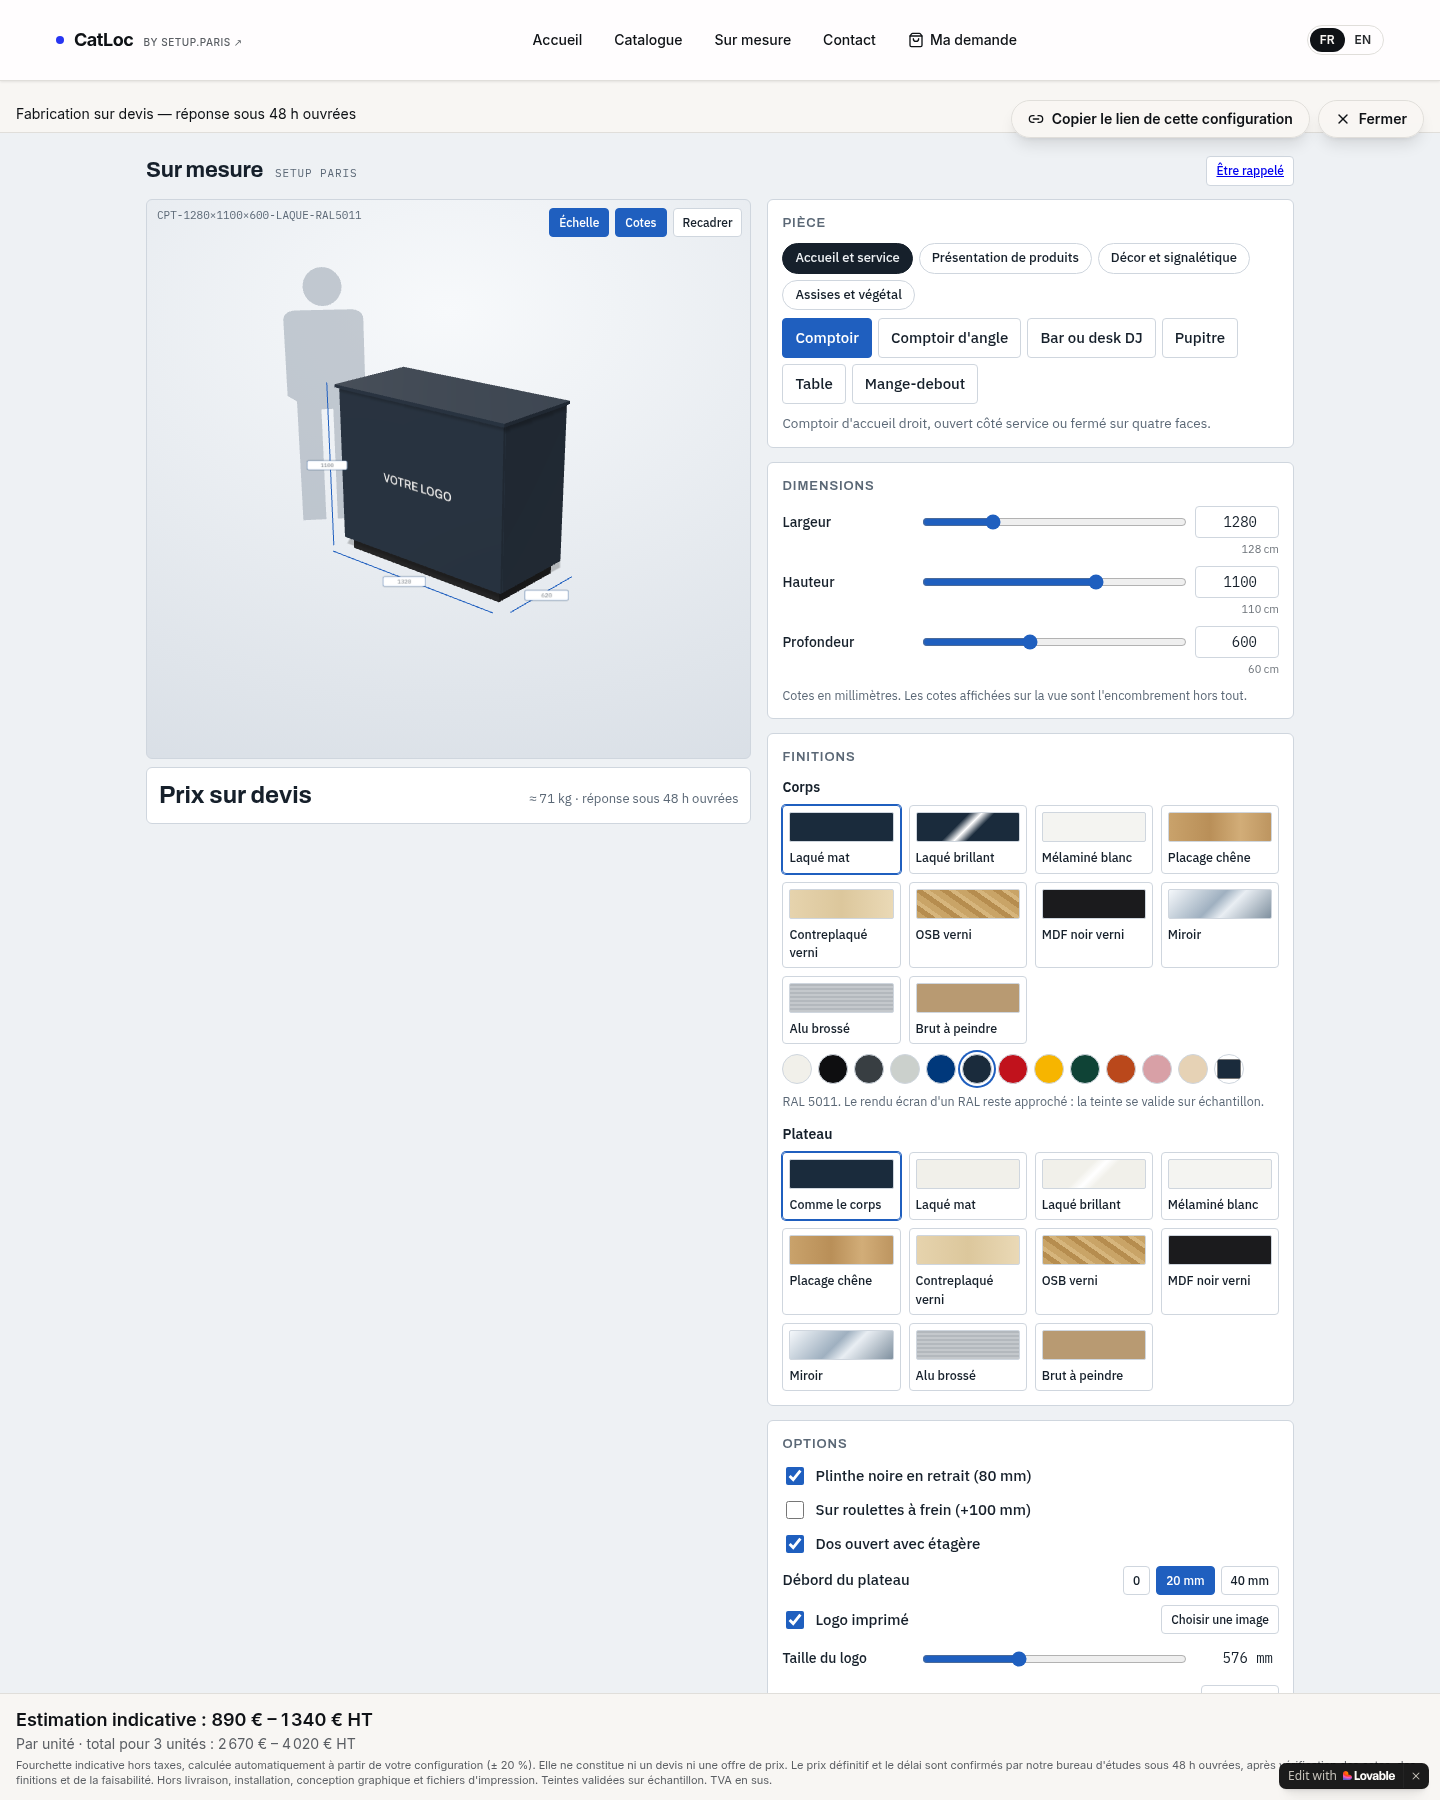 CatLoc BY SETUP.PARIS ↗
Accueil
Catalogue
Sur mesure
Contact
Ma demande
FR
EN
Fabrication sur devis — réponse sous 48 h ouvrées
Copier le lien de cette configuration
Fermer
Sur mesure SETUP PARIS
Être rappelé
CPT-1280×1100×600-LAQUE-RAL5011
Échelle
Cotes
Recadrer
VOTRE LOGO
1100
1320
620
Prix sur devis
≈ 71 kg · réponse sous 48 h ouvrées
PIÈCE
Accueil et service
Présentation de produits
Décor et signalétique
Assises et végétal
Comptoir
Comptoir d'angle
Bar ou desk DJ
Pupitre
Table
Mange-debout
Comptoir d'accueil droit, ouvert côté service ou fermé sur quatre faces.
DIMENSIONS
Largeur
1280
128 cm
Hauteur
1100
110 cm
Profondeur
600
60 cm
Cotes en millimètres. Les cotes affichées sur la vue sont l'encombrement hors tout.
FINITIONS
Corps
Laqué mat
Laqué brillant
Mélaminé blanc
Placage chêne
Contreplaqué
verni
OSB verni
MDF noir verni
Miroir
Alu brossé
Brut à peindre
RAL 5011. Le rendu écran d'un RAL reste approché : la teinte se valide sur échantillon.
Plateau
Comme le corps
Laqué mat
Laqué brillant
Mélaminé blanc
Placage chêne
Contreplaqué
verni
OSB verni
MDF noir verni
Miroir
Alu brossé
Brut à peindre
OPTIONS
Plinthe noire en retrait (80 mm)
Sur roulettes à frein (+100 mm)
Dos ouvert avec étagère
Débord du plateau
0
20 mm
40 mm
Logo imprimé
Choisir une image
Taille du logo
576 mm
Estimation indicative : 890 € – 1 340 € HT
Par unité · total pour 3 unités : 2 670 € – 4 020 € HT
Fourchette indicative hors taxes, calculée automatiquement à partir de votre configuration (± 20 %). Elle ne constitue ni un devis ni une offre de prix. Le prix définitif et le délai sont confirmés par notre bureau d'études sous 48 h ouvrées, après
finitions et de la faisabilité. Hors livraison, installation, conception graphique et fichiers d'impression. Teintes validées sur échantillon. TVA en sus.
Edit with Lovable